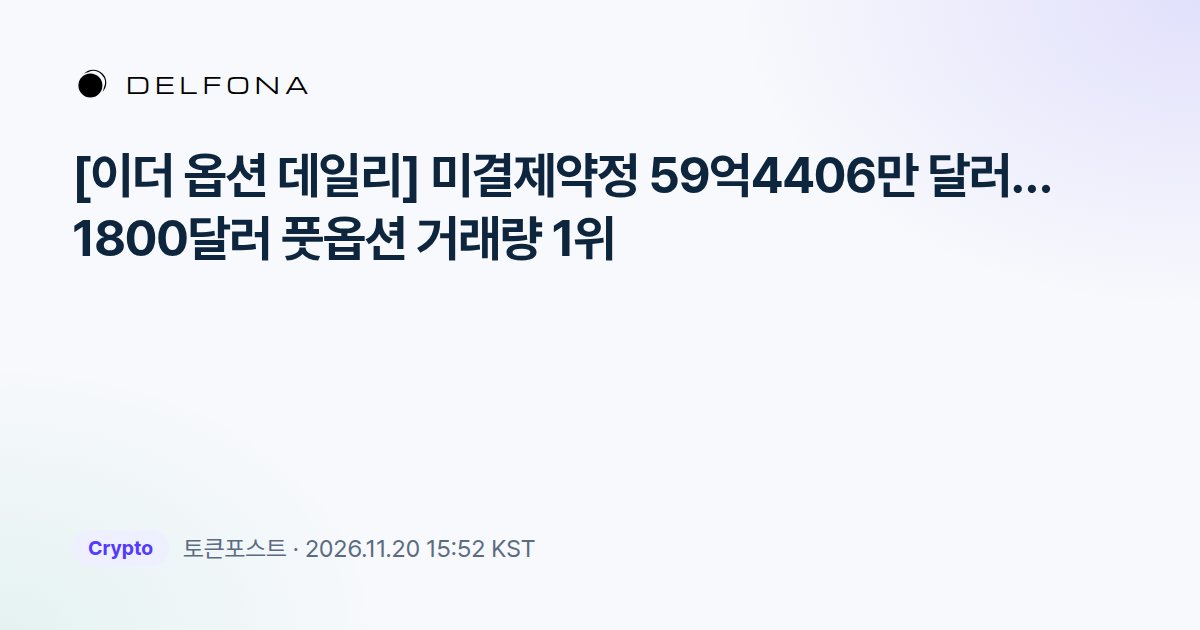 DELFONA
[이더 옵션 데일리] 미결제약정 59억4406만 달러...
1800달러 풋옵션 거래량 1위
Crypto 토큰포스트 · 2026.11.20 15:52 KST